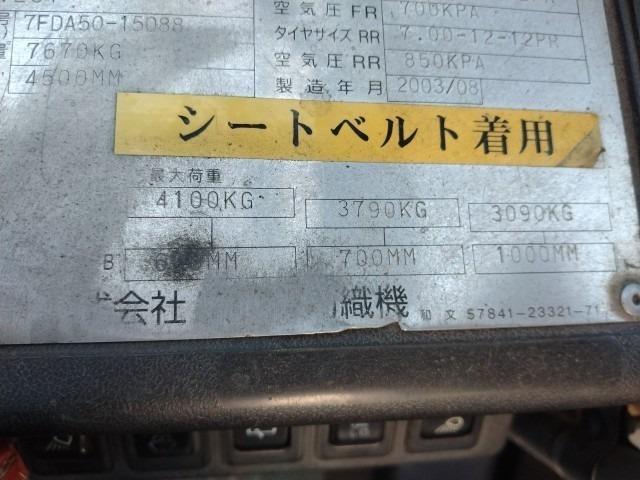 空気圧FR 700KPA
7FDA50-15088 タイヤサイズ RR 7.00-12-12PR
7670KG 空気圧RR 850KPA
4500MM 製造年月 2003/08
シートベルト着用
最大荷重
4100KG 3790KG 3090KG
B MM 700MM 1000MM
会社 織機 和文 57841-23321-71